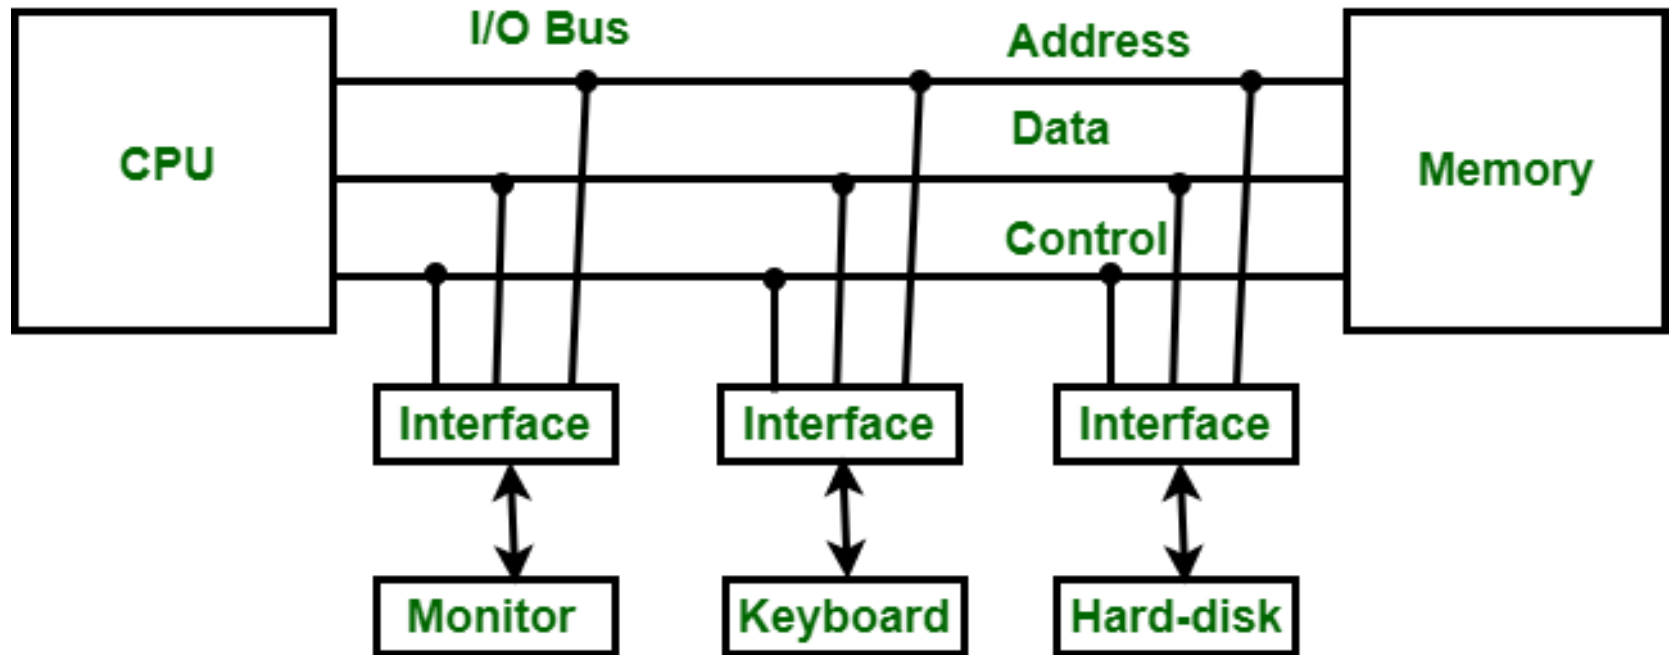 I/O Bus
Address
Data
CPU
Memory
Control
Interface
Interface
Interface
Monitor
Keyboard
Hard-disk